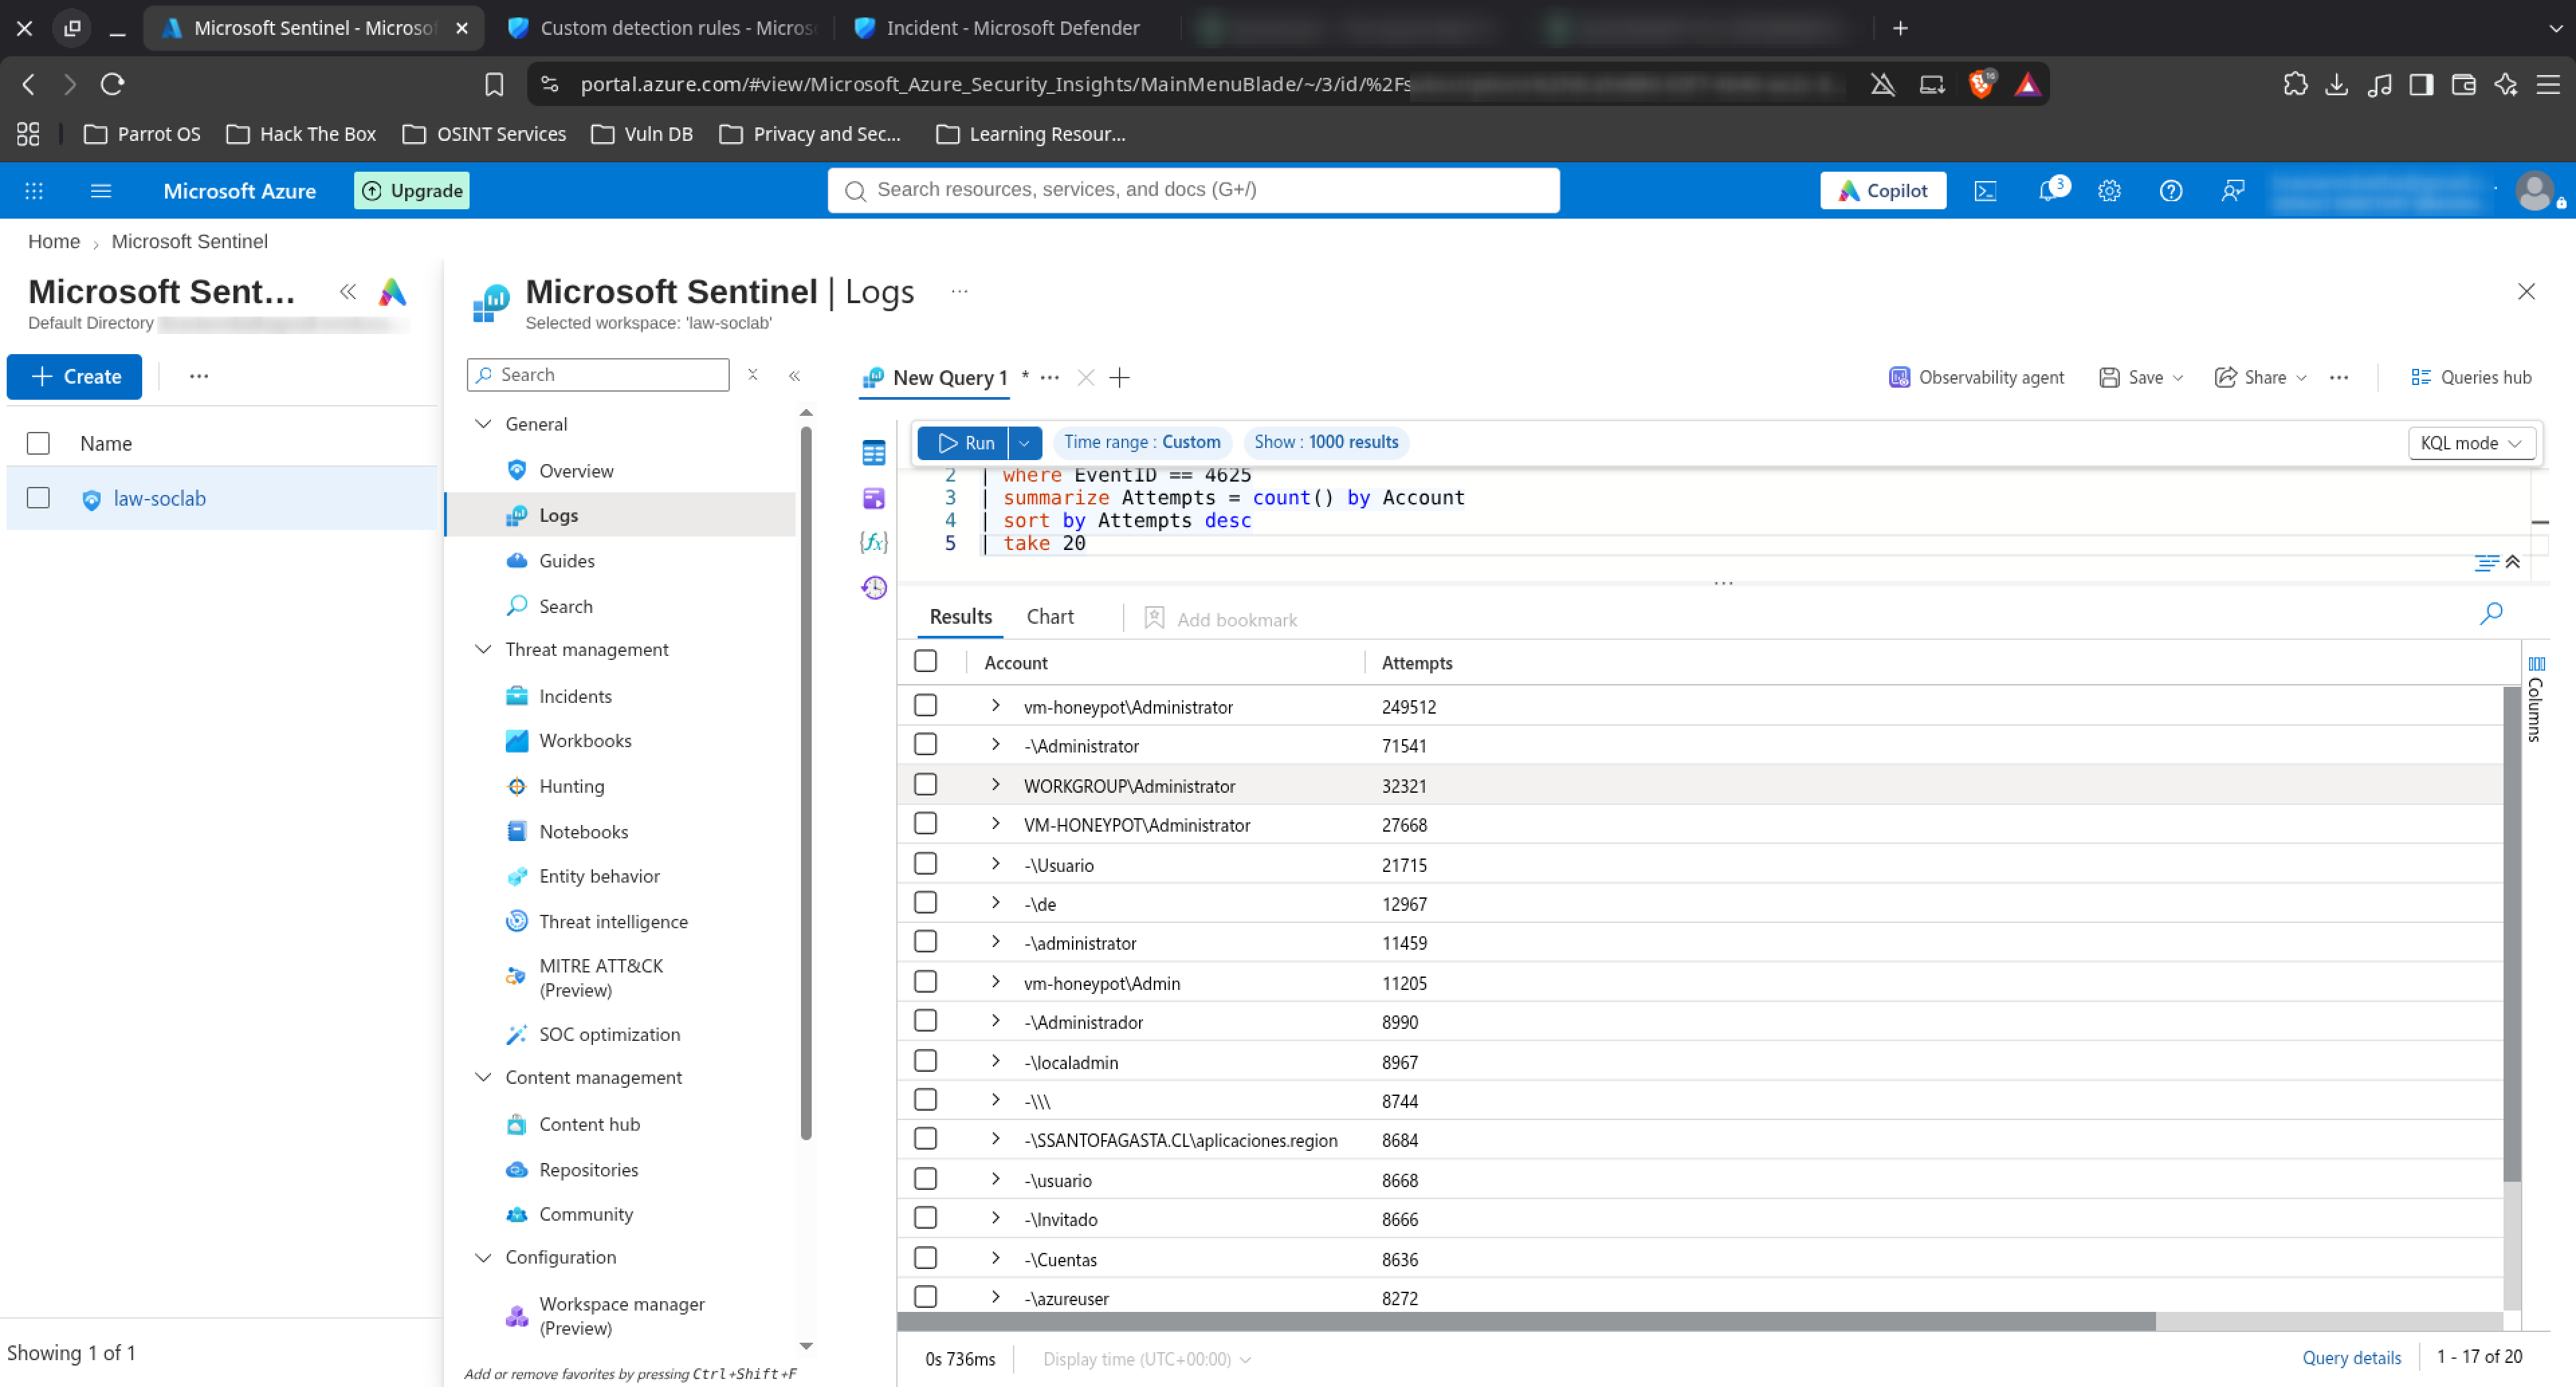 Microsoft Sentinel - Microsof
Custom detection rules - Micros
Incident - Microsoft Defender
portal.azure.com/#view/Microsoft_Azure_Security_Insights/MainMenuBlade/~/3/id/%2Fs
16
Parrot OS
Hack The Box
OSINT Services
Vuln DB
Privacy and Sec...
Learning Resour...
Microsoft Azure
Upgrade
Search resources, services, and docs (G+/)
Copilot
3
Home > Microsoft Sentinel
Microsoft Sent...
Default Directory
Create
Name
law-soclab
Showing 1 of 1
Microsoft Sentinel | Logs
Selected workspace: 'law-soclab'
Search
General
Overview
Logs
Guides
Search
Threat management
Incidents
Workbooks
Hunting
Notebooks
Entity behavior
Threat intelligence
MITRE ATT&CK
(Preview)
SOC optimization
Content management
Content hub
Repositories
Community
Configuration
Workspace manager
(Preview)
Add or remove favorites by pressing Ctrl+Shift+F
New Query 1 *
Observability agent
Save
Share
Queries hub
Run
Time range : Custom
Show : 1000 results
KQL mode
2 | where EventID == 4625
3 | summarize Attempts = count() by Account
4 | sort by Attempts desc
5 | take 20
Results
Chart
Add bookmark
Columns
Account Attempts
vm-honeypot\Administrator 249512
-\Administrator 71541
WORKGROUP\Administrator 32321
VM-HONEYPOT\Administrator 27668
-\Usuario 21715
-\de 12967
-\administrator 11459
vm-honeypot\Admin 11205
-\Administrador 8990
-\localadmin 8967
-\\\ 8744
-\SSANTOFAGASTA.CL\aplicaciones.region 8684
-\usuario 8668
-\Invitado 8666
-\Cuentas 8636
-\azureuser 8272
0s 736ms
Display time (UTC+00:00)
Query details
1 - 17 of 20